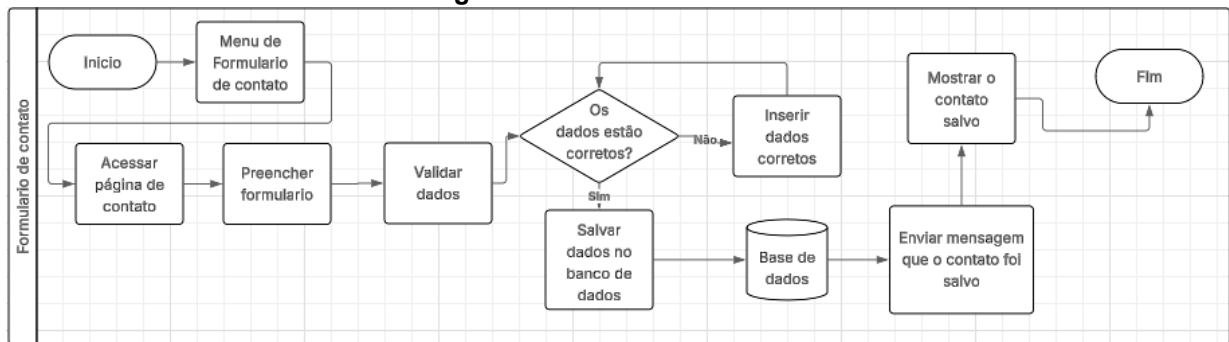 Formulario de contato
Inicio
Menu de
Formulario
de contato
Acessar
página de
contato
Preencher
formulario
Validar
dados
Os
dados estão
corretos?
Não
Inserir
dados
corretos
Sim
Salvar
dados no
banco de
dados
Base de
dados
Enviar mensagem
que o contato foi
salvo
Mostrar o
contato
salvo
Fim